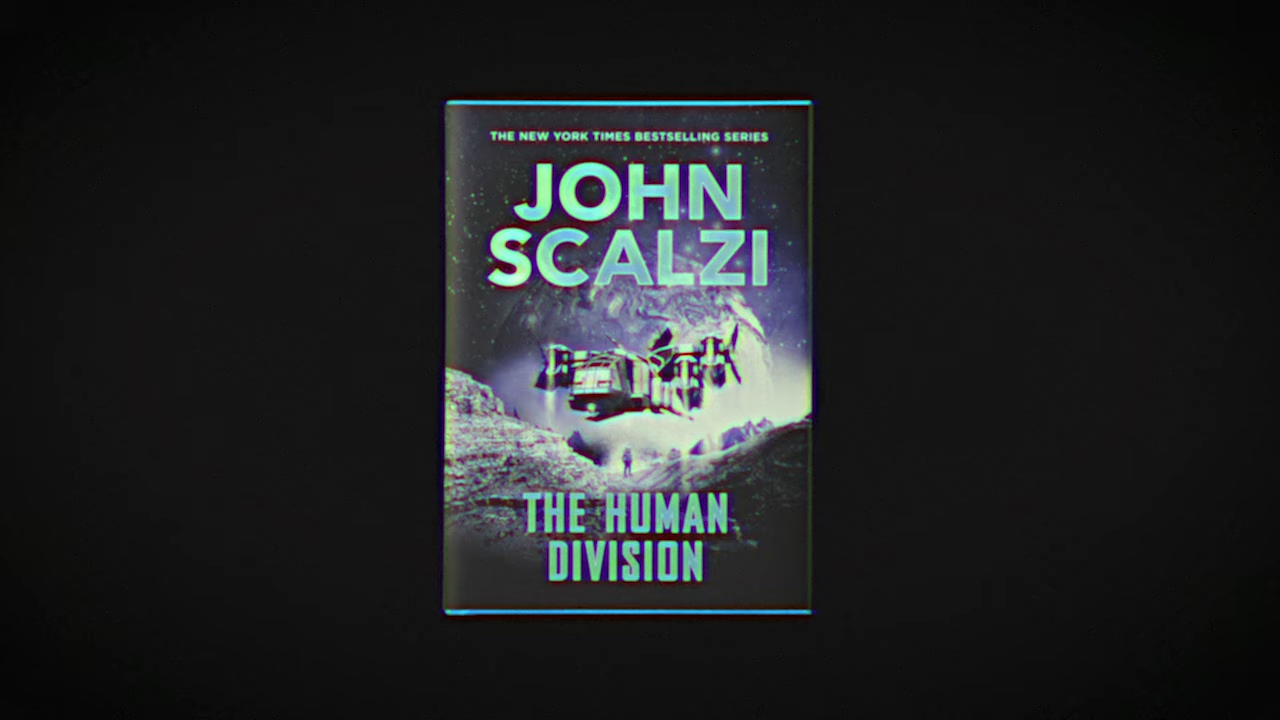 THE NEW YORK TIMES BESTSELLING SERIES
JOHN
SCALZI
THE HUMAN
DIVISION